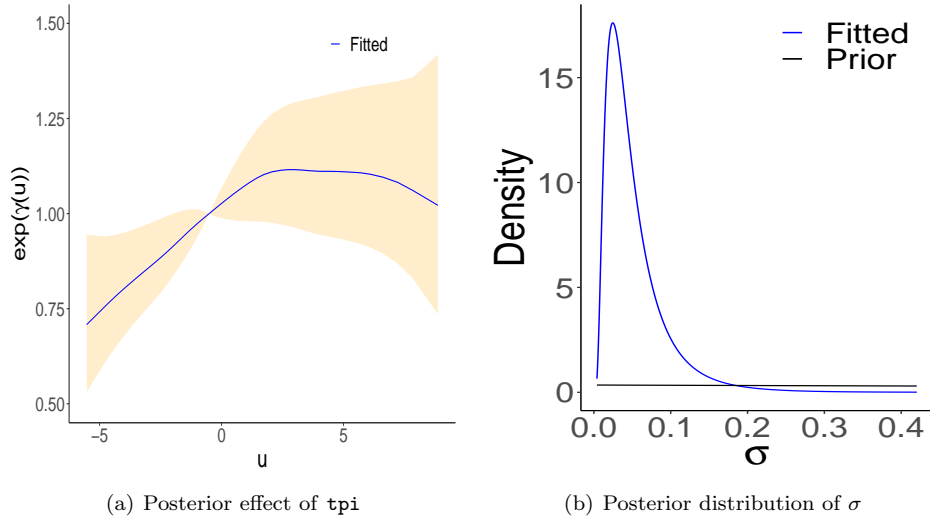 1.50
1.25
1.00
0.75
0.50
exp(γ(u))
Fitted
−5
0
5
u
(a) Posterior effect of tpi
15
10
5
0
Density
Fitted
Prior
0.0
0.1
0.2
0.3
0.4
σ
(b) Posterior distribution of σ